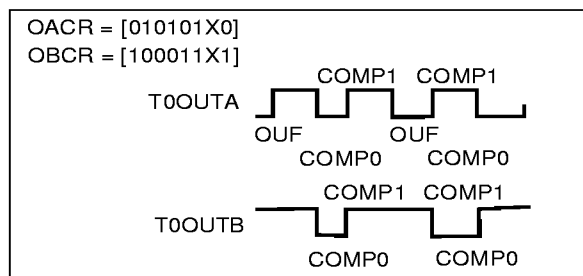 OACR = [010101X0]
OBCR = [100011X1]
COMP1 COMP1
T0OUTA
OUF OUF
COMP0 COMP0
COMP1 COMP1
T0OUTB
COMP0 COMP0